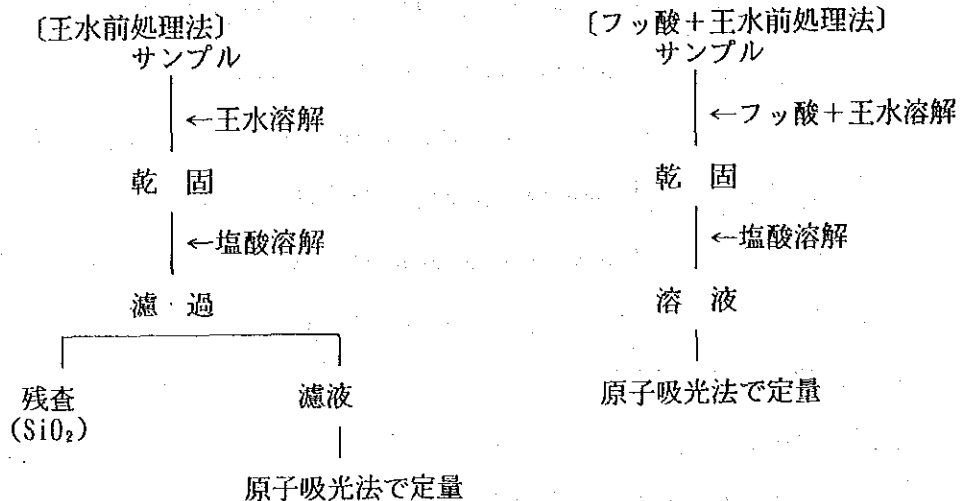 〔王水前処理法〕
サンプル
←王水溶解
乾 固
←塩酸溶解
濾 過
残査
(SiO₂)
濾液
原子吸光法で定量
〔フッ酸+王水前処理法〕
サンプル
←フッ酸+王水溶解
乾 固
←塩酸溶解
溶 液
原子吸光法で定量